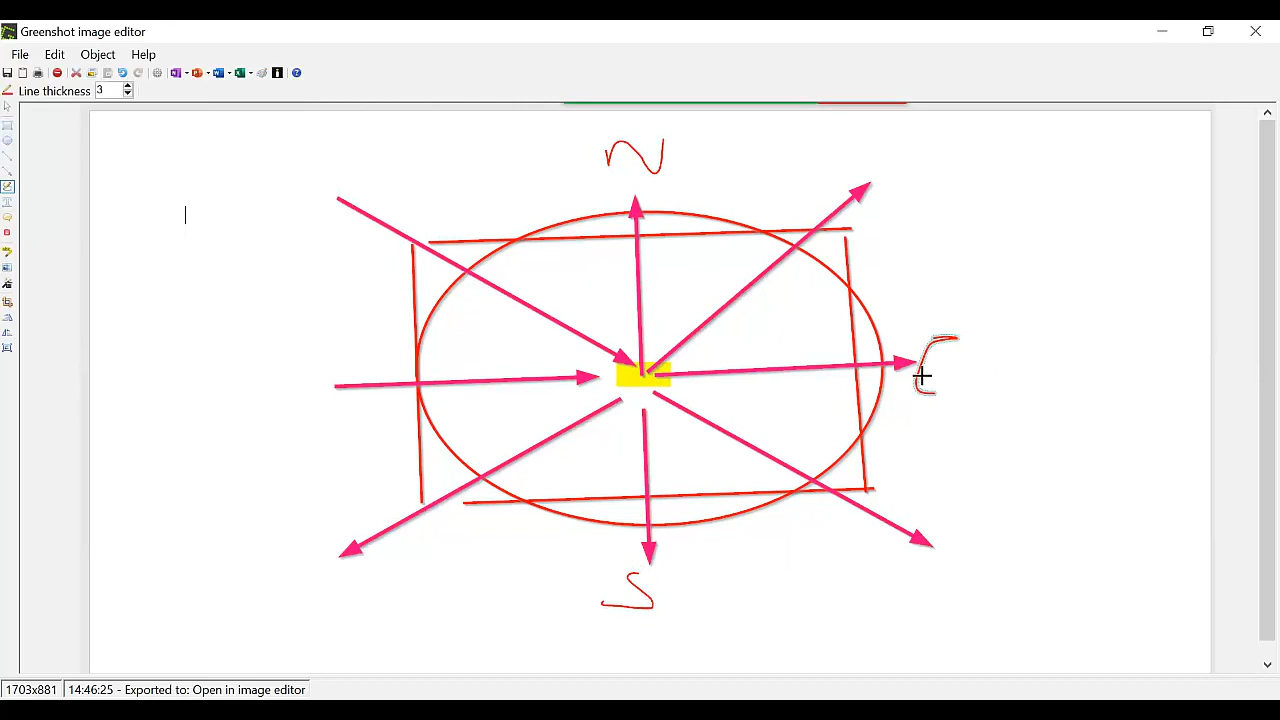 Greenshot image editor
File Edit Object Help
Line thickness 3
N
E
S
1703x881 14:46:25 - Exported to: Open in image editor